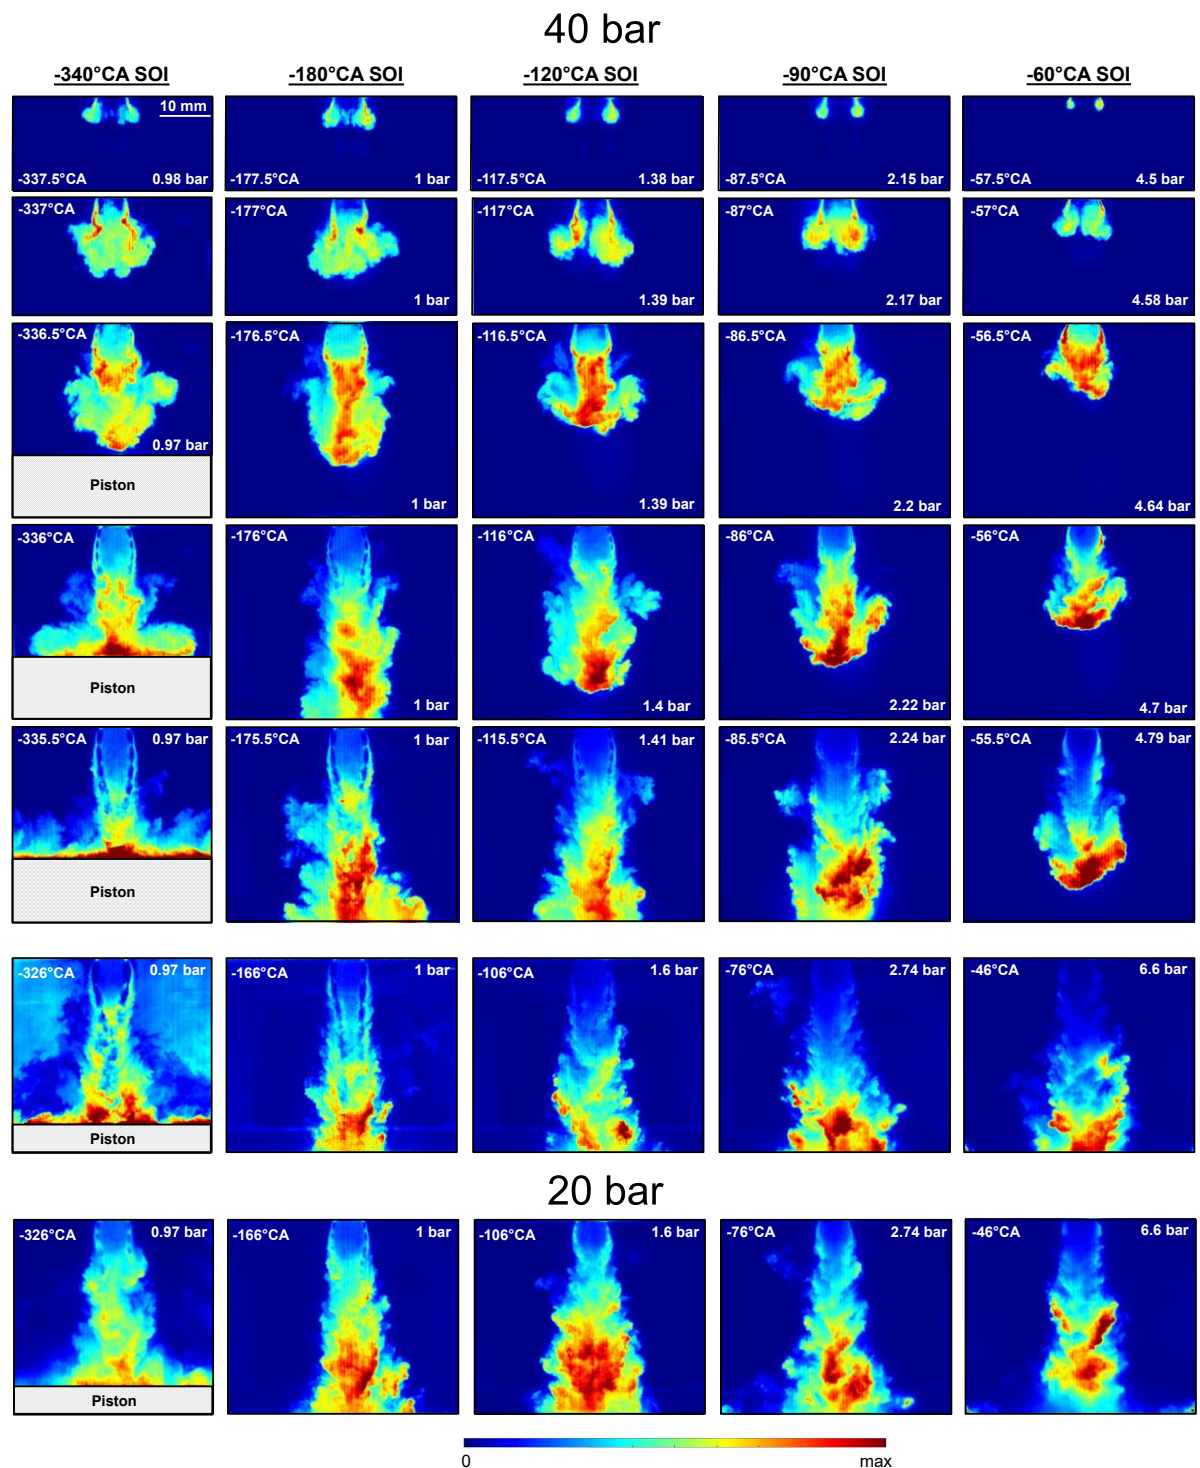 40 bar
-340°CA SOI -180°CA SOI -120°CA SOI -90°CA SOI -60°CA SOI
10 mm
-337.5°CA 0.98 bar -177.5°CA 1 bar -117.5°CA 1.38 bar -87.5°CA 2.15 bar -57.5°CA 4.5 bar
-337°CA -177°CA -117°CA -87°CA -57°CA
1 bar 1.39 bar 2.17 bar 4.58 bar
-336.5°CA -176.5°CA -116.5°CA -86.5°CA -56.5°CA
0.97 bar
Piston
1 bar 1.39 bar 2.2 bar 4.64 bar
-336°CA -176°CA -116°CA -86°CA -56°CA
Piston
1 bar 1.4 bar 2.22 bar 4.7 bar
-335.5°CA 0.97 bar -175.5°CA 1 bar -115.5°CA 1.41 bar -85.5°CA 2.24 bar -55.5°CA 4.79 bar
Piston
-326°CA 0.97 bar -166°CA 1 bar -106°CA 1.6 bar -76°CA 2.74 bar -46°CA 6.6 bar
Piston
20 bar
-326°CA 0.97 bar -166°CA 1 bar -106°CA 1.6 bar -76°CA 2.74 bar -46°CA 6.6 bar
Piston
0 max